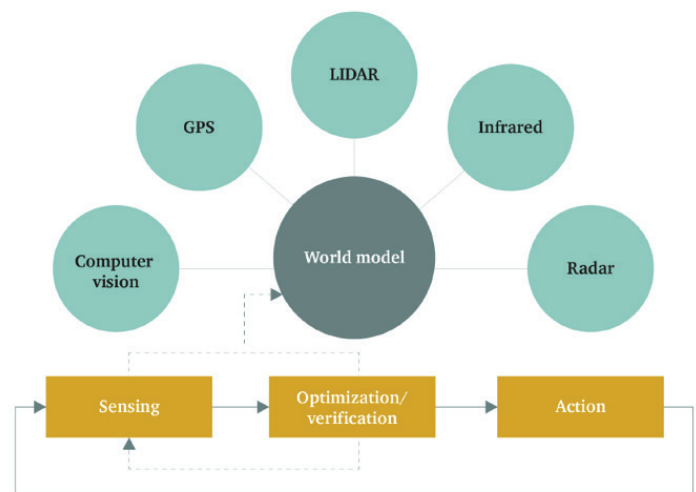 LIDAR
GPS
Infrared
World model
Computer
vision
Radar
Sensing
Optimization/
verification
Action